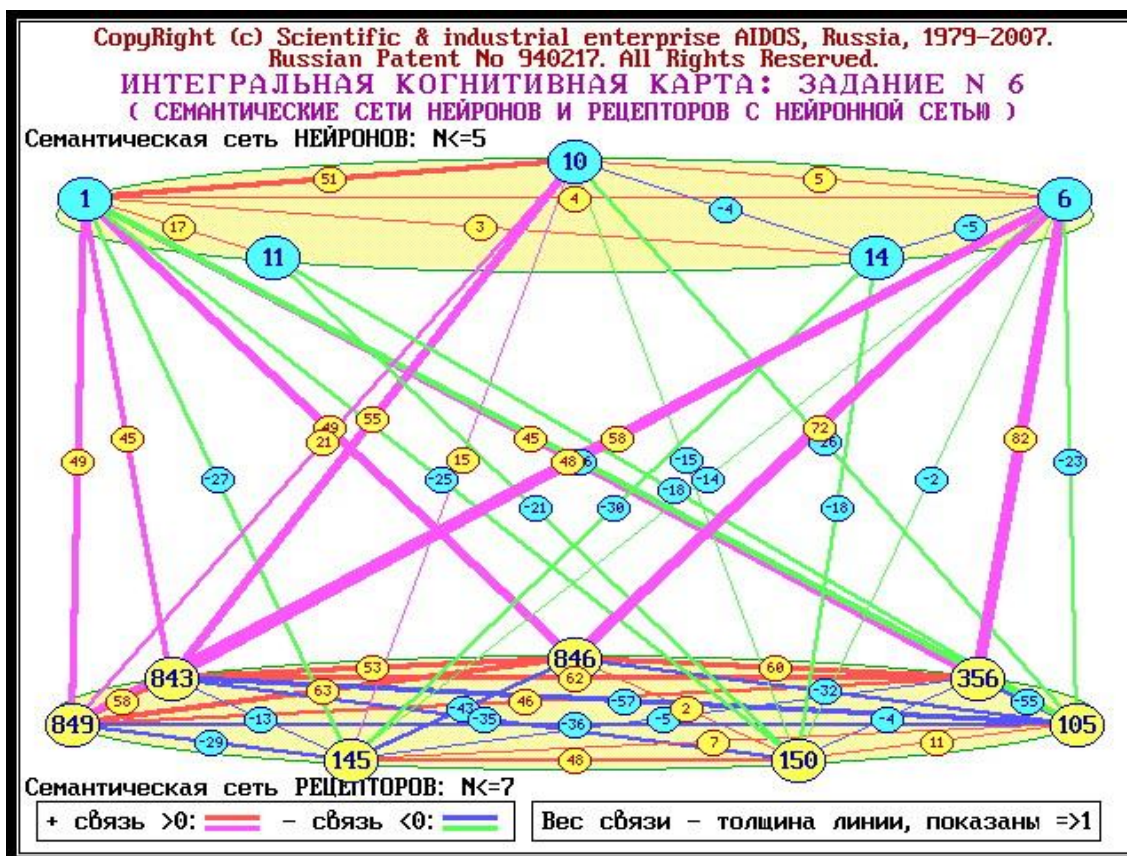 CopyRight (c) Scientific & industrial enterprise AIDOS, Russia, 1979-2007.
Russian Patent No 940217. All Rights Reserved.
ИНТЕГРАЛЬНАЯ КОГНИТИВНАЯ КАРТА: ЗАДАНИЕ N 6
( СЕМАНТИЧЕСКИЕ СЕТИ НЕЙРОНОВ И РЕЦЕПТОРОВ С НЕЙРОННОЙ СЕТЬЮ )
Семантическая сеть НЕЙРОНОВ: N<=5
10
51 5
1 4 6
-4
17 3 -5
11 14
55
49 72
21 -26
45 45 58 82
49 15 48 -15 -23
-27 -25 -14 -2
-18
-21 -30 -18
846
53 60
843 62 356
63 -32
58 46 -57 -55
-43 2
849 -13 -35 -36 -5 -4 105
-29 7 11
145 48 150
Семантическая сеть РЕЦЕПТОРОВ: N<=7
+ связь >0: - связь <0: Вес связи - толщина линии, показаны =>1